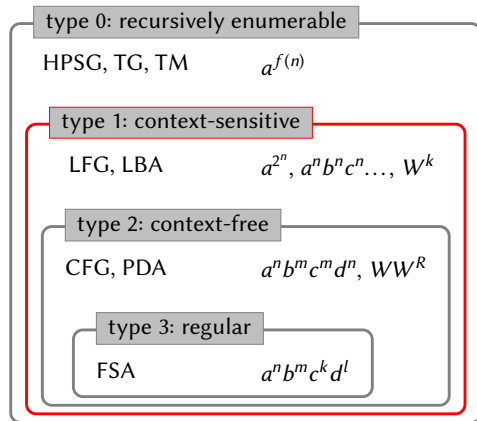 type 0: recursively enumerable
HPSG, TG, TM a^{f(n)}
type 1: context-sensitive
LFG, LBA a^{2^n}, a^n b^n c^n…, W^k
type 2: context-free
CFG, PDA a^n b^m c^m d^n, WW^R
type 3: regular
FSA a^n b^m c^k d^l